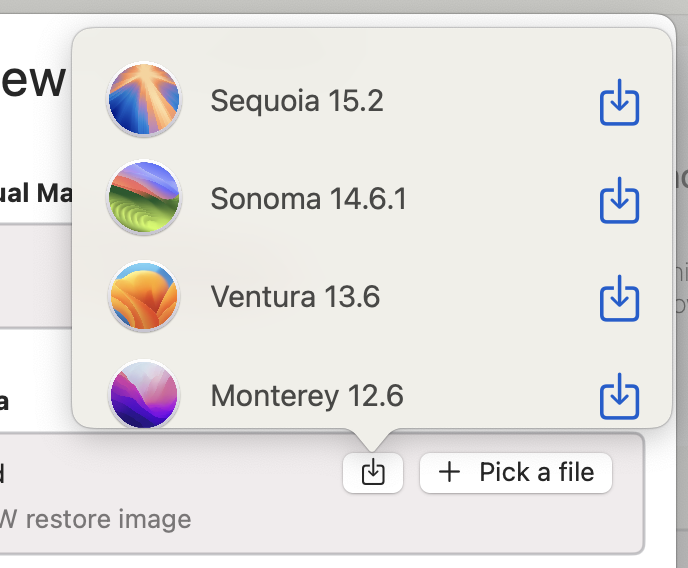 ew
Sequoia 15.2
ual Ma
Sonoma 14.6.1
Ventura 13.6
a
Monterey 12.6
d
+ Pick a file
W restore image